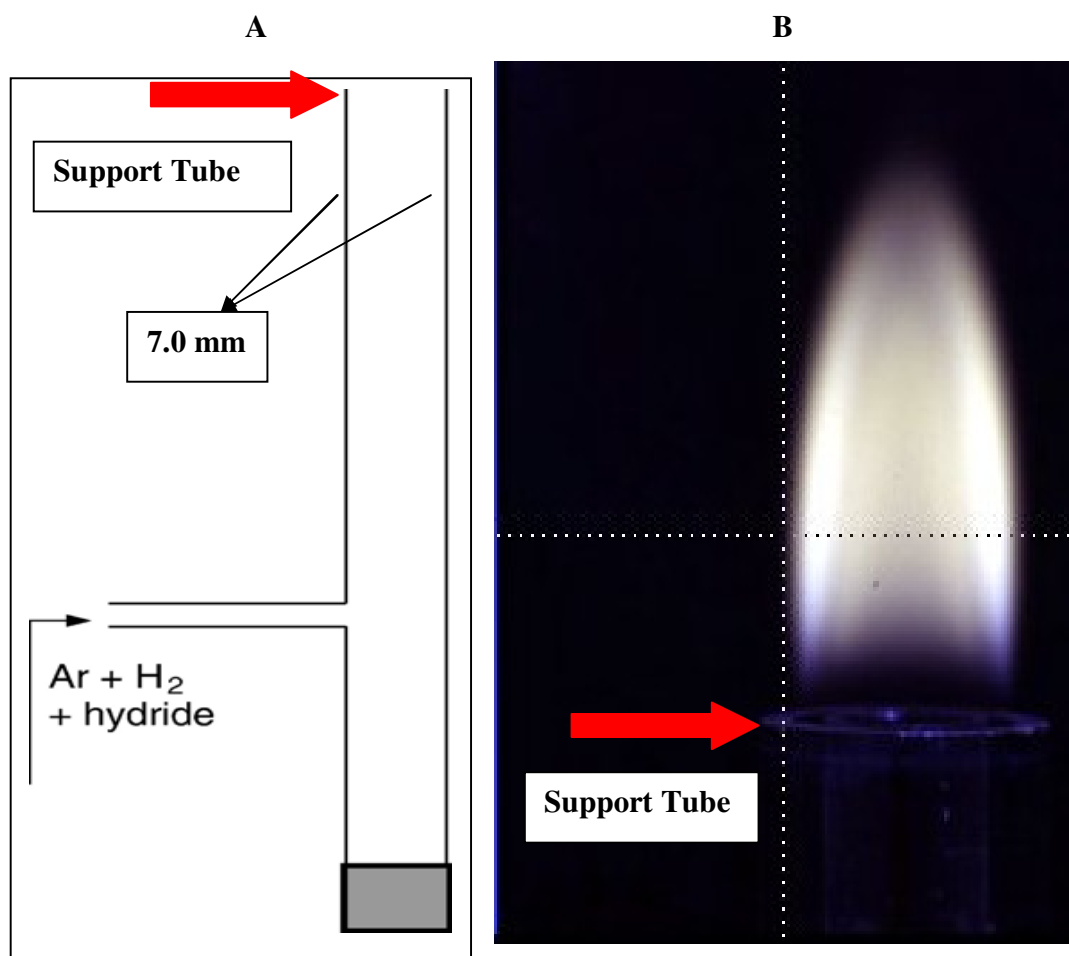 A
B
Support Tube
7.0 mm
Ar + H₂
+ hydride
Support Tube